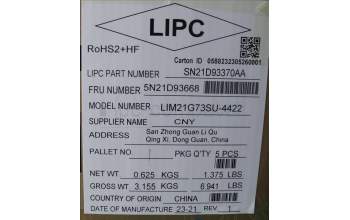 LIPC
RoHS2+HF
Carton ID 0588232305260001
LIPC PART NUMBER SN21D93370AA
FRU NUMBER 5N21D93668
MODEL NUMBER LIM21G73SU-4422
SUPPLIER NAME CNY
ADDRESS San Zhong Guan Li Qu
Qing Xi, Dong Guan, China
PALLET NO PKG Q'TY 5 PCS
NET WT 0.625 KGS 1.375 LBS
GROSS WT 3.155 KGS 6.941 LBS
COUNTRY OF ORIGIN CHINA
DATE OF MANUFACTURE 23-21 REV 1